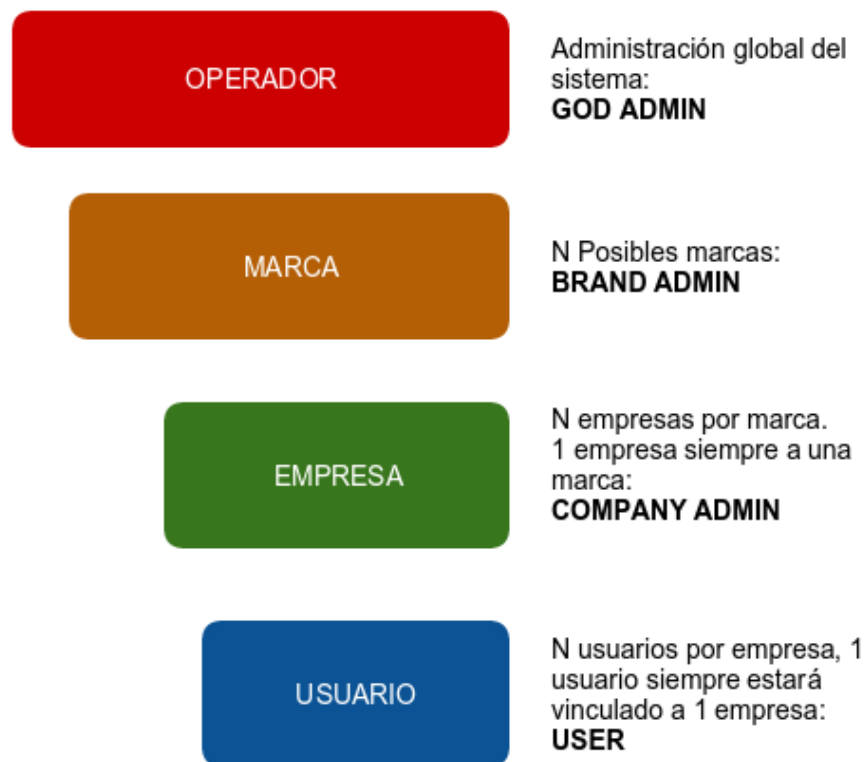 OPERADOR
Administración global del
sistema:
GOD ADMIN
MARCA
N Posibles marcas:
BRAND ADMIN
EMPRESA
N empresas por marca.
1 empresa siempre a una
marca:
COMPANY ADMIN
USUARIO
N usuarios por empresa, 1
usuario siempre estará
vinculado a 1 empresa:
USER